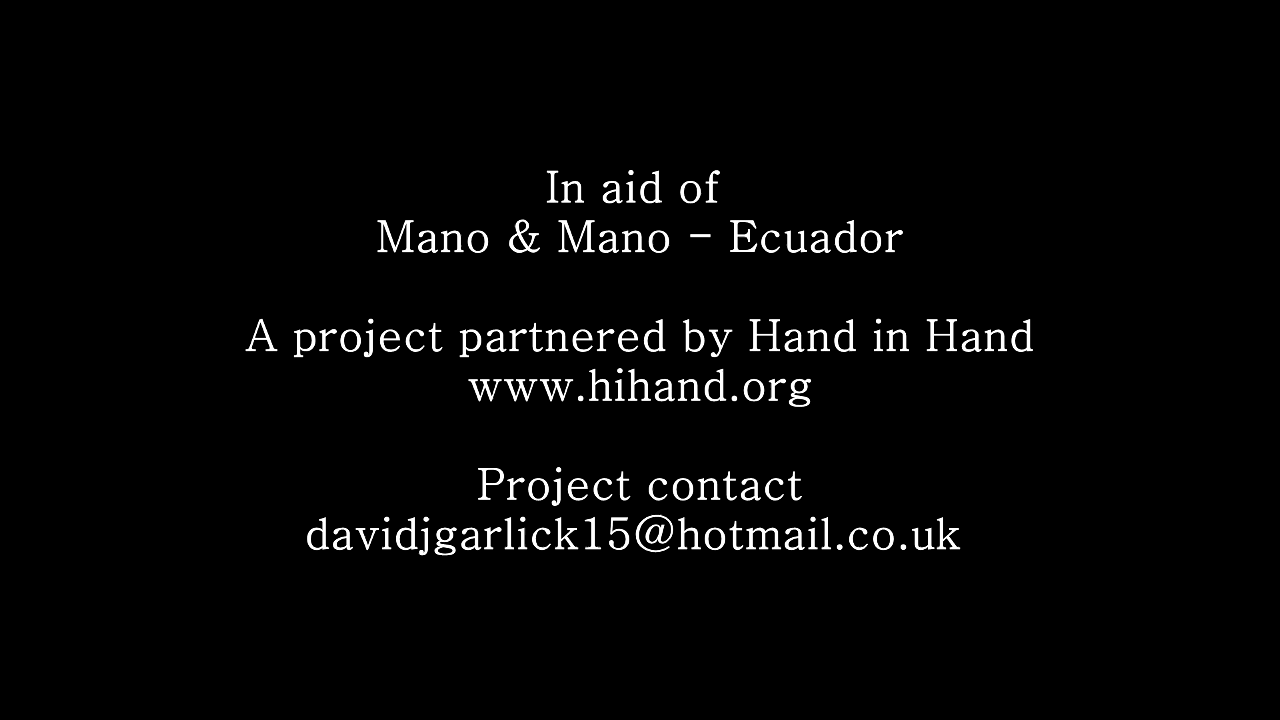 In aid of
Mano & Mano - Ecuador
A project partnered by Hand in Hand
www.hihand.org
Project contact
davidjgarlick15@hotmail.co.uk